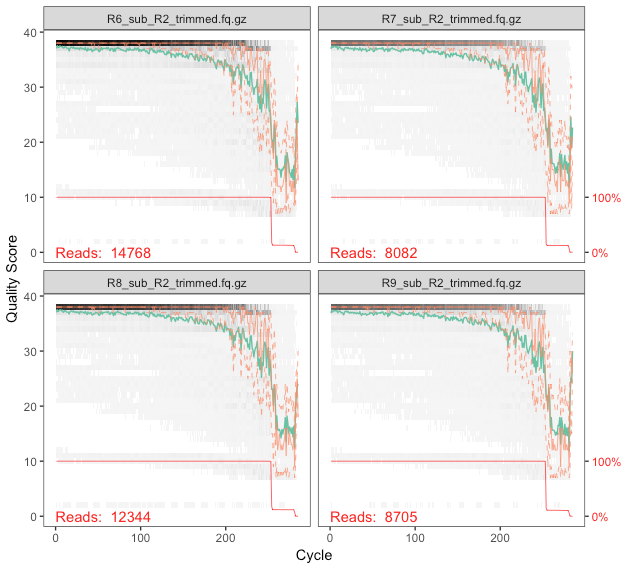 R6_sub_R2_trimmed.fq.gz
R7_sub_R2_trimmed.fq.gz
40
30
20
10
0
100%
0%
Reads: 14768
Reads: 8082
Quality Score
R8_sub_R2_trimmed.fq.gz
R9_sub_R2_trimmed.fq.gz
40
30
20
10
0
100%
0%
Reads: 12344
Reads: 8705
0
100
200
0
100
200
Cycle